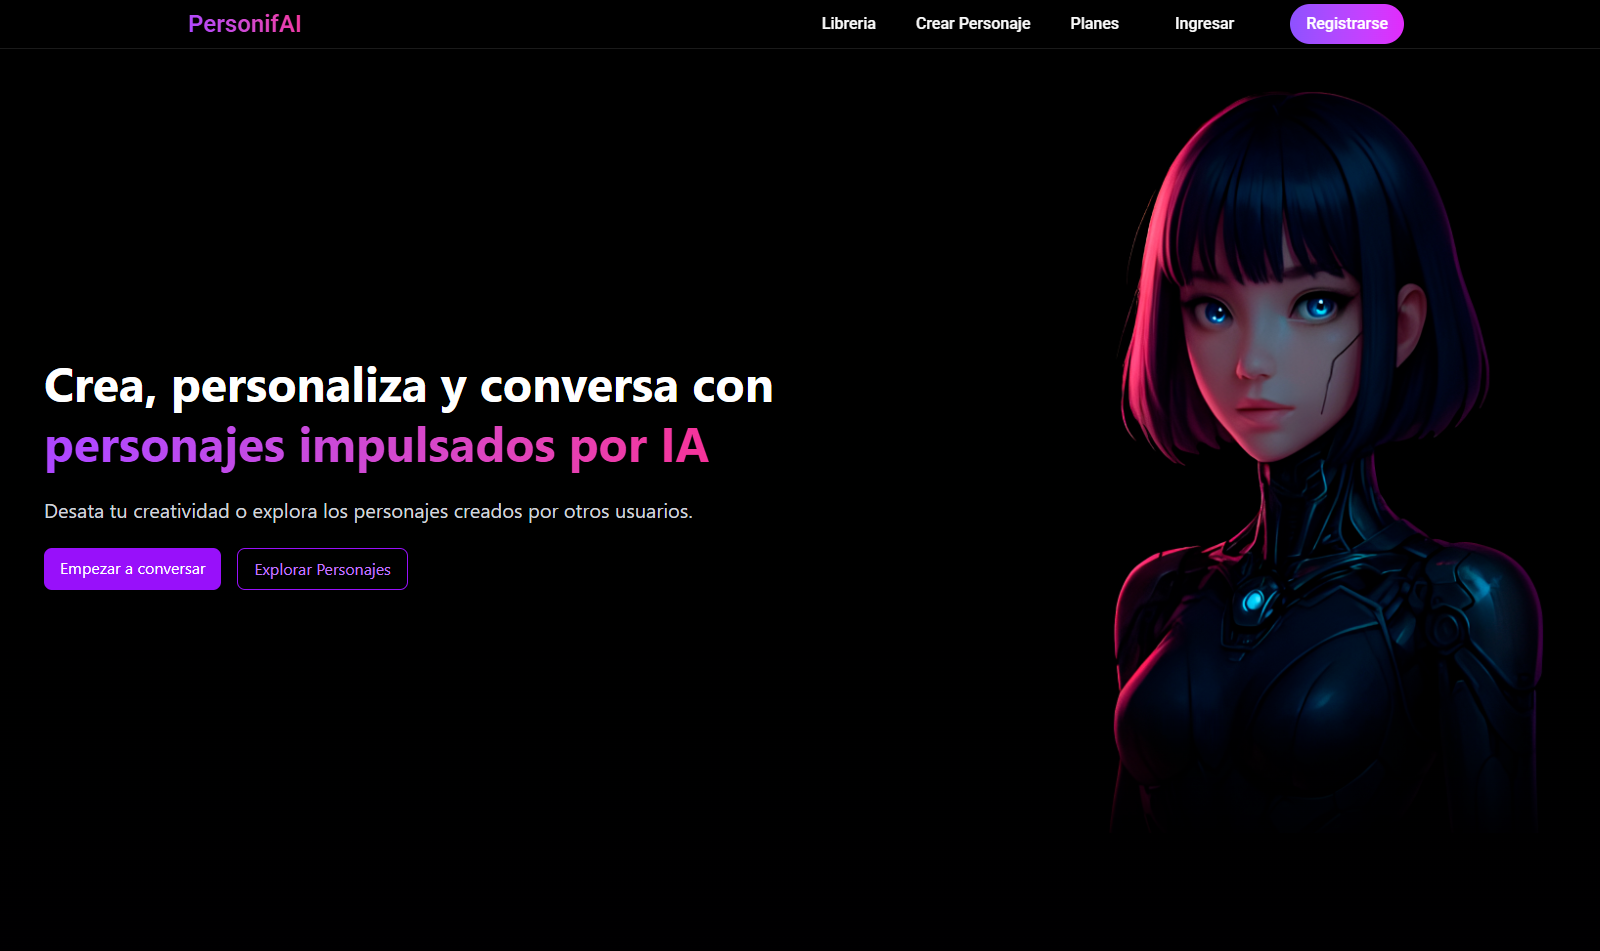 PersonifAI
Libreria
Crear Personaje
Planes
Ingresar
Registrarse
Crea, personaliza y conversa con
personajes impulsados por IA
Desata tu creatividad o explora los personajes creados por otros usuarios.
Empezar a conversar
Explorar Personajes